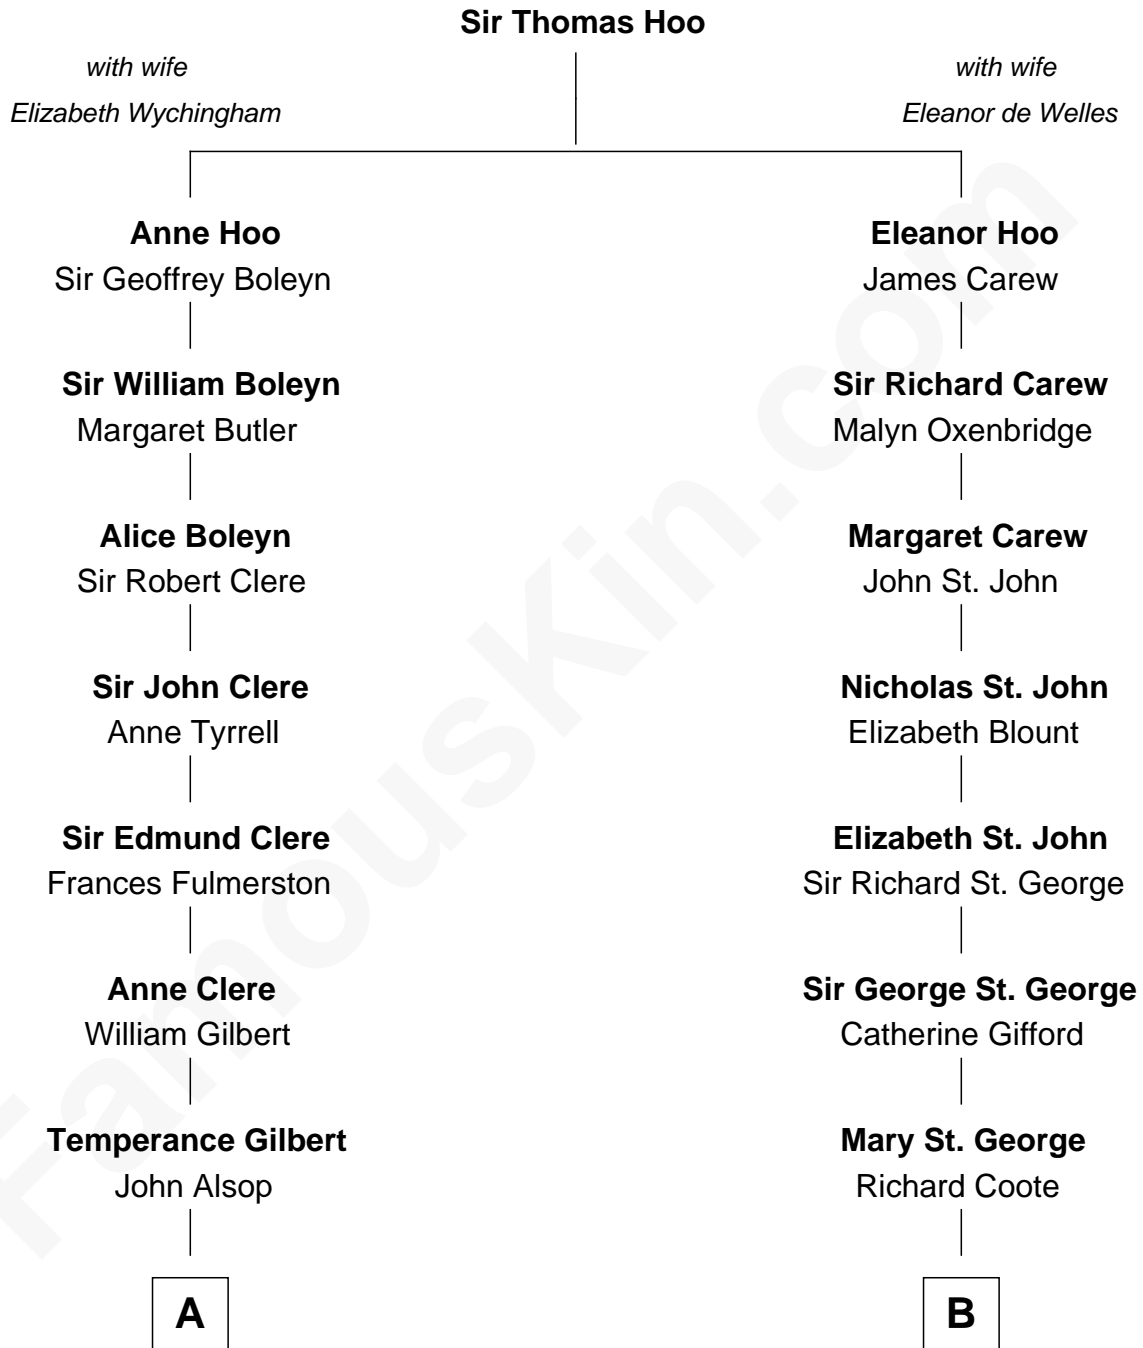 Sir Thomas Hoo
with wife
Elizabeth Wychingham
with wife
Eleanor de Welles
Anne Hoo
Sir Geoffrey Boleyn
Eleanor Hoo
James Carew
Sir William Boleyn
Margaret Butler
Sir Richard Carew
Malyn Oxenbridge
Alice Boleyn
Sir Robert Clere
Margaret Carew
John St. John
Sir John Clere
Anne Tyrrell
Nicholas St. John
Elizabeth Blount
Sir Edmund Clere
Frances Fulmerston
Elizabeth St. John
Sir Richard St. George
Anne Clere
William Gilbert
Sir George St. George
Catherine Gifford
Temperance Gilbert
John Alsop
Mary St. George
Richard Coote
A
B
FamousKin.com